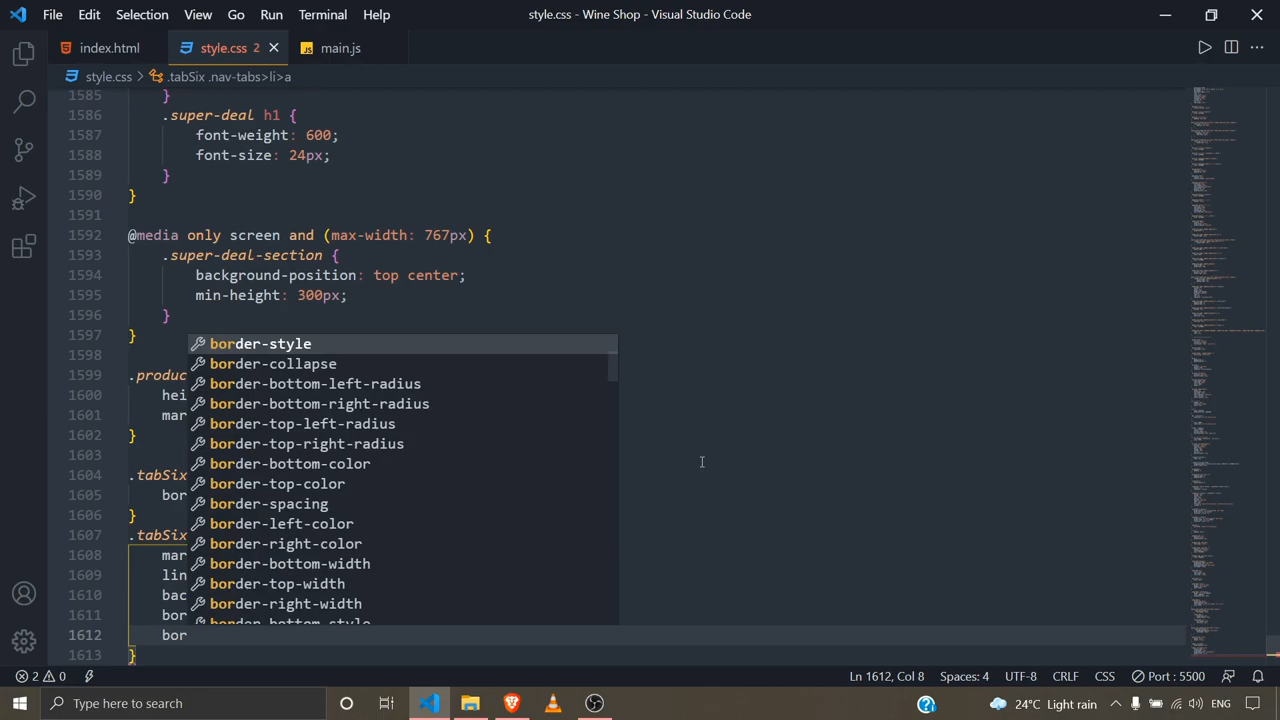 File Edit Selection View Go Run Terminal Help
style.css - Wine Shop - Visual Studio Code
index.html style.css 2 main.js
style.css > .tabSix .nav-tabs>li>a
1585 }
1586 .super-deal h1 {
1587 font-weight: 600;
1588 font-size: 24px;
1589 }
1590 }
1591
1592 @media only screen and (max-width: 767px) {
1593 .super-deal-section {
1594 background-position: top center;
1595 min-height: 300px;
1596 }
1597 }
1598
border-style
border-collapse
border-bottom-left-radius
border-bottom-right-radius
border-top-left-radius
border-top-right-radius
border-bottom-color
border-top-color
border-spacing
border-left-color
border-right-color
border-bottom-width
border-top-width
border-right-width
border-bottom-style
1599 .produc
1600 hei
1601 mar
1602 }
1603
1604 .tabSix
1605 bor
1606 }
1607 .tabSix
1608 mar
1609 lin
1610 bac
1611 bor
1612 bor
1613 }
2 0
Ln 1612, Col 8 Spaces: 4 UTF-8 CRLF CSS Port : 5500
Type here to search
24°C Light rain ENG